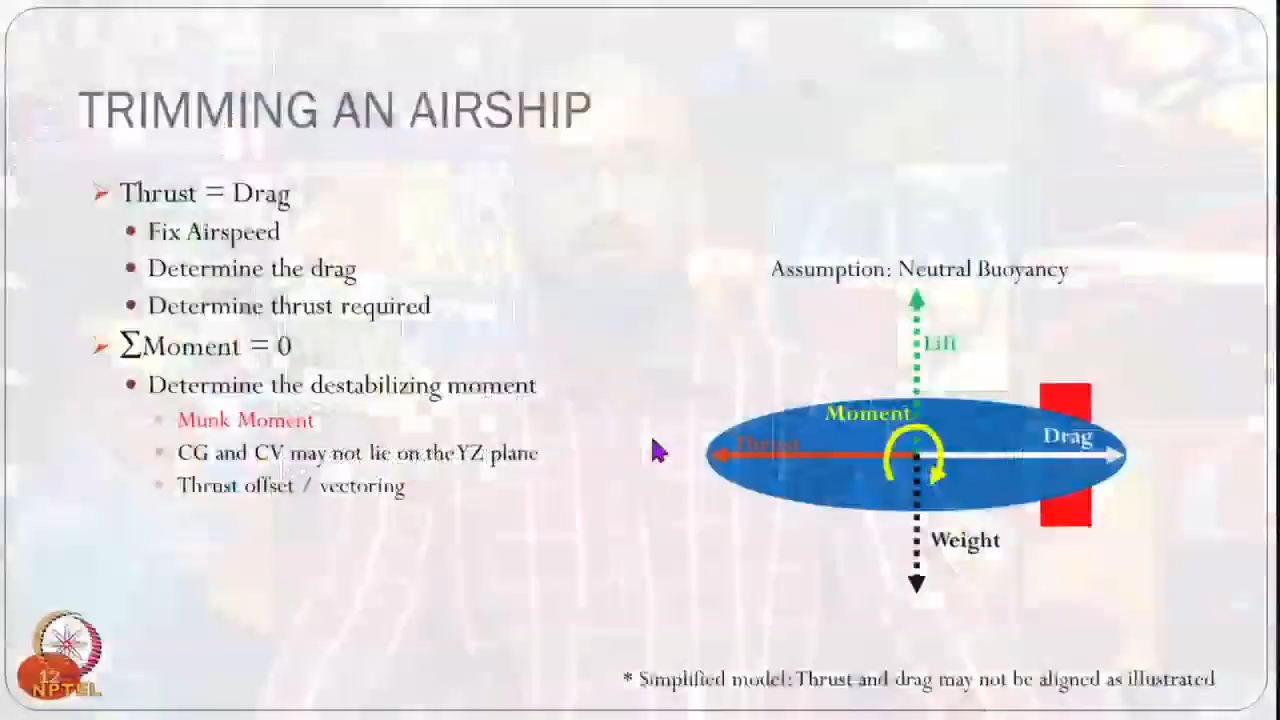 TRIMMING AN AIRSHIP
Thrust = Drag
Fix Airspeed
Determine the drag
Determine thrust required
∑Moment = 0
Determine the destabilizing moment
Munk Moment
CG and CV may not lie on the YZ plane
Thrust offset / vectoring
Assumption: Neutral Buoyancy
Lift
Moment
Thrust
Drag
Weight
* Simplified model: Thrust and drag may not be aligned as illustrated
12
NPTEL